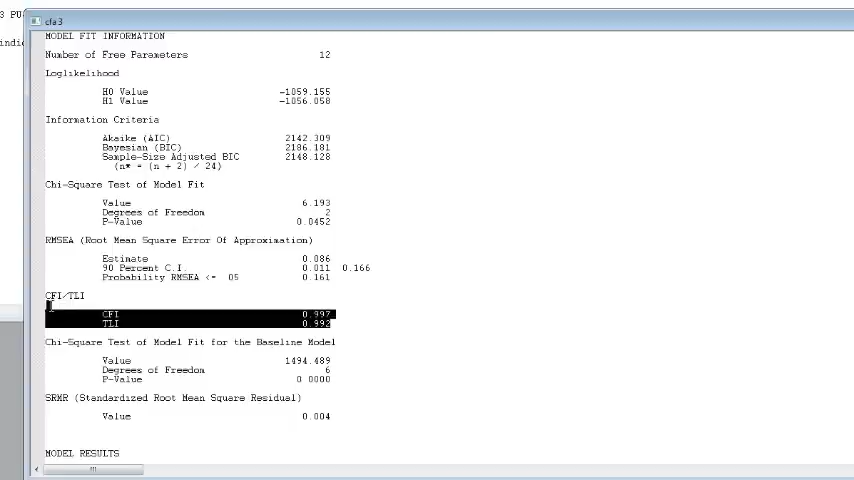 3 PU
cfa 3
indic
MODEL FIT INFORMATION
Number of Free Parameters 12
Loglikelihood
H0 Value -1059.155
H1 Value -1056.058
Information Criteria
Akaike (AIC) 2142.309
Bayesian (BIC) 2186.181
Sample-Size Adjusted BIC 2148.128
(n* = (n + 2) / 24)
Chi-Square Test of Model Fit
Value 6.193
Degrees of Freedom 2
P-Value 0.0452
RMSEA (Root Mean Square Error Of Approximation)
Estimate 0.086
90 Percent C.I. 0.011 0.166
Probability RMSEA <= .05 0.161
CFI/TLI
CFI 0.997
TLI 0.992
Chi-Square Test of Model Fit for the Baseline Model
Value 1494.489
Degrees of Freedom 6
P-Value 0.0000
SRMR (Standardized Root Mean Square Residual)
Value 0.004
MODEL RESULTS